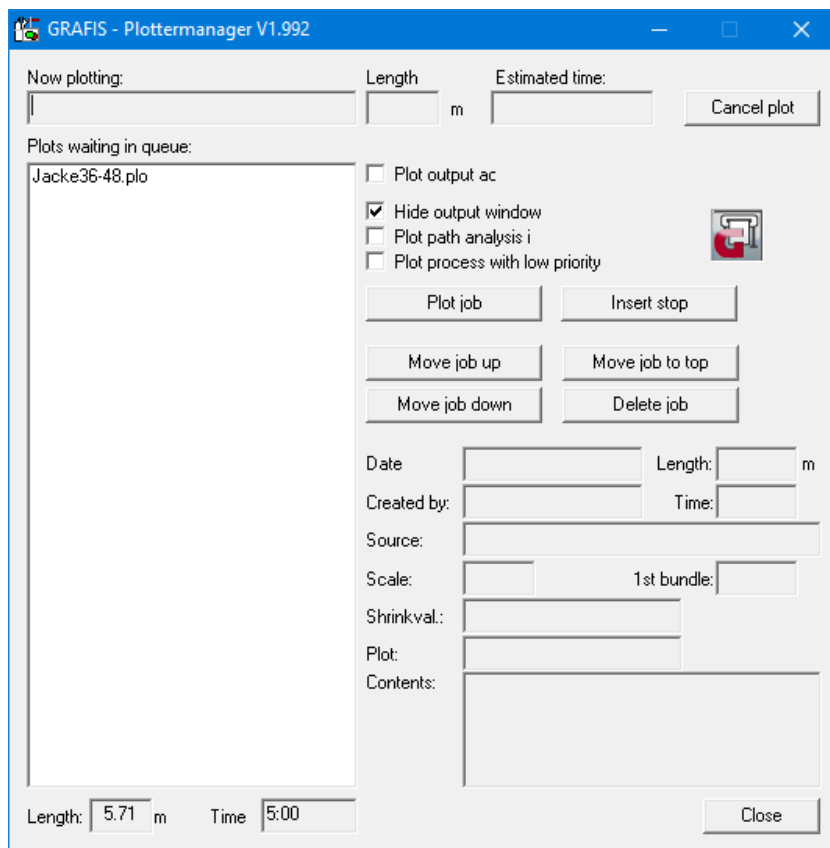 GRAFIS - Plottermanager V1.992
Now plotting:
Length
Estimated time:
m
Cancel plot
Plots waiting in queue:
Jacke36-48.plo
Plot output ac
Hide output window
Plot path analysis i
Plot process with low priority
Plot job
Insert stop
Move job up
Move job to top
Move job down
Delete job
Date
Length:
m
Created by:
Time:
Source:
Scale:
1st bundle:
Shrinkval.:
Plot:
Contents:
Length: 5.71 m
Time 5:00
Close